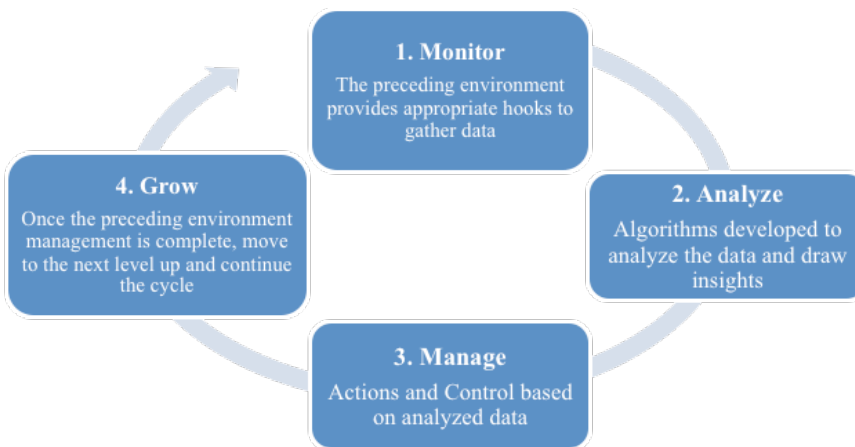 1. Monitor
The preceding environment
provides appropriate hooks to
gather data
2. Analyze
Algorithms developed to
analyze the data and draw
insights
3. Manage
Actions and Control based
on analyzed data
4. Grow
Once the preceding environment
management is complete, move
to the next level up and continue
the cycle